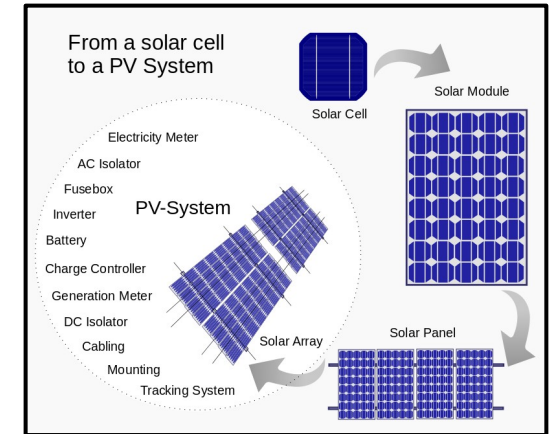 From a solar cell
to a PV System
Solar Cell
Solar Module
Electricity Meter
AC Isolator
Fusebox
PV-System
Inverter
Battery
Charge Controller
Generation Meter
DC Isolator
Solar Panel
Solar Array
Cabling
Mounting
Tracking System